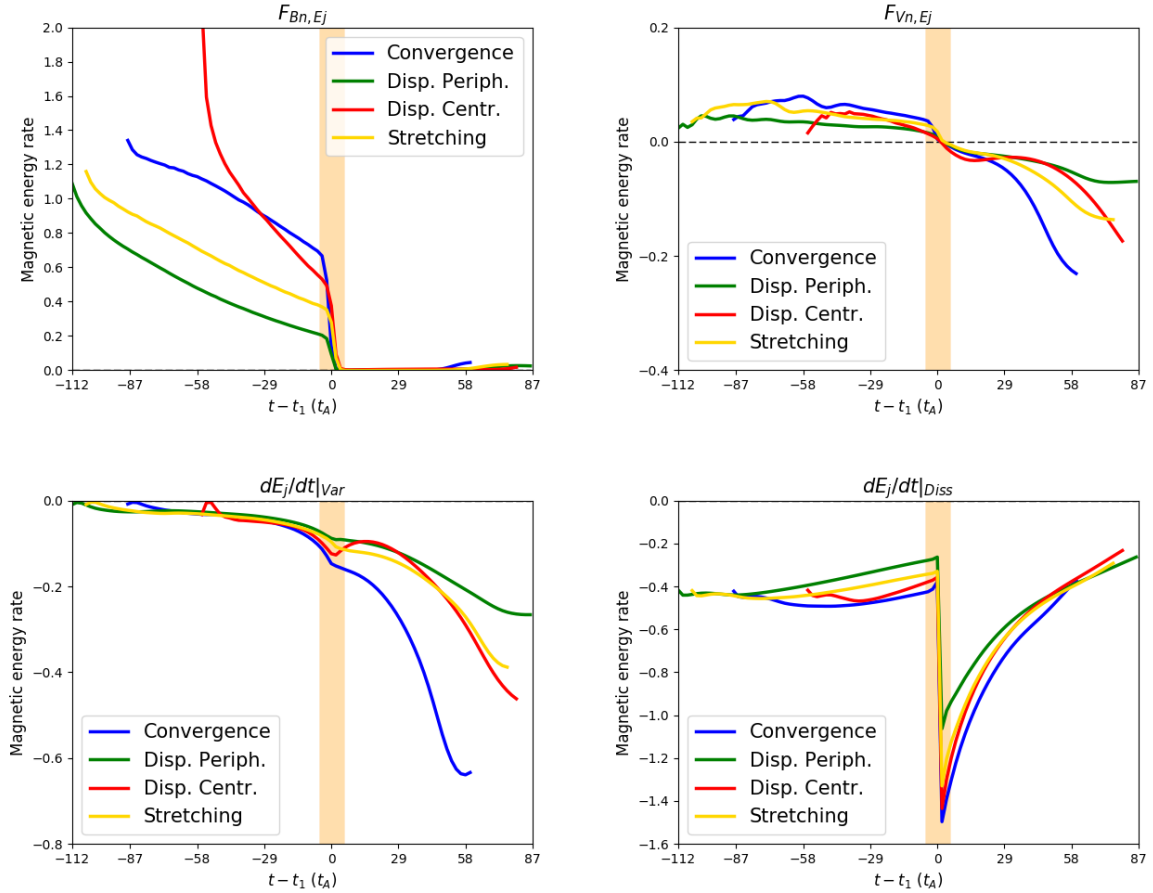 F_{Bn,Ej}
Magnetic energy rate
2.0
1.8
1.6
1.4
1.2
1.0
0.8
0.6
0.4
0.2
0.0
Convergence
Disp. Periph.
Disp. Centr.
Stretching
−112 −87 −58 −29 0 29 58 87
t − t_1 (t_A)
F_{Vn,Ej}
Magnetic energy rate
0.2
0.0
−0.2
−0.4
Convergence
Disp. Periph.
Disp. Centr.
Stretching
−112 −87 −58 −29 0 29 58 87
t − t_1 (t_A)
dE_j/dt|_{Var}
Magnetic energy rate
0.0
−0.2
−0.4
−0.6
−0.8
Convergence
Disp. Periph.
Disp. Centr.
Stretching
−112 −87 −58 −29 0 29 58 87
t − t_1 (t_A)
dE_j/dt|_{Diss}
Magnetic energy rate
0.0
−0.2
−0.4
−0.6
−0.8
−1.0
−1.2
−1.4
−1.6
Convergence
Disp. Periph.
Disp. Centr.
Stretching
−112 −87 −58 −29 0 29 58 87
t − t_1 (t_A)